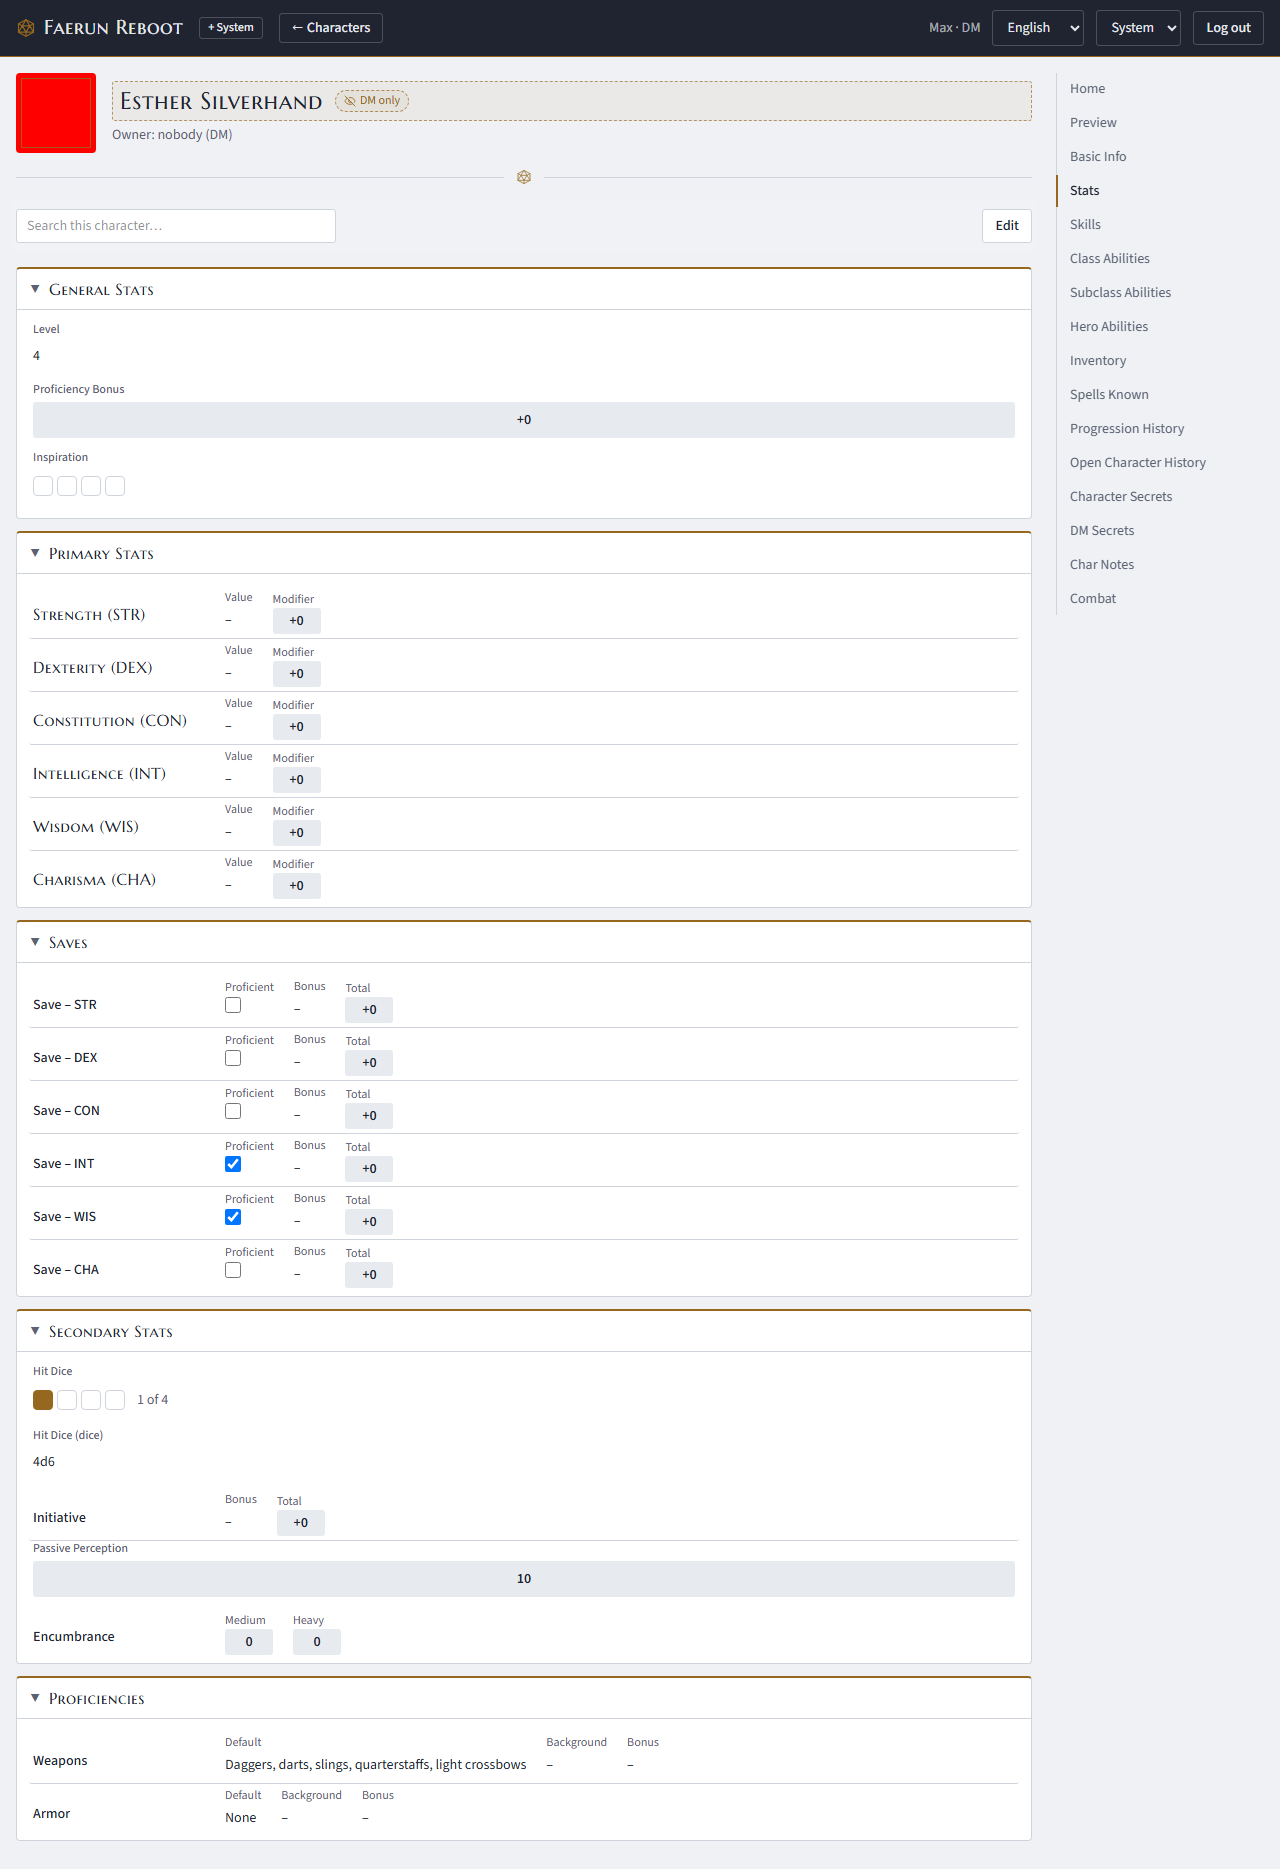 Faerun Reboot
+ System
← Characters
Max · DM
English
System
Log out
Esther Silverhand
DM only
Owner: nobody (DM)
Search this character…
Edit
Home
Preview
Basic Info
Stats
Skills
Class Abilities
Subclass Abilities
Hero Abilities
Inventory
Spells Known
Progression History
Open Character History
Character Secrets
DM Secrets
Char Notes
Combat
▼ General Stats
Level
4
Proficiency Bonus
+0
Inspiration
▼ Primary Stats
Value Modifier
Strength (STR) – +0
Value Modifier
Dexterity (DEX) – +0
Value Modifier
Constitution (CON) – +0
Value Modifier
Intelligence (INT) – +0
Value Modifier
Wisdom (WIS) – +0
Value Modifier
Charisma (CHA) – +0
▼ Saves
Proficient Bonus Total
Save – STR – +0
Proficient Bonus Total
Save – DEX – +0
Proficient Bonus Total
Save – CON – +0
Proficient Bonus Total
Save – INT – +0
Proficient Bonus Total
Save – WIS – +0
Proficient Bonus Total
Save – CHA – +0
▼ Secondary Stats
Hit Dice
1 of 4
Hit Dice (dice)
4d6
Bonus Total
Initiative – +0
Passive Perception
10
Medium Heavy
Encumbrance 0 0
▼ Proficiencies
Default Background Bonus
Weapons Daggers, darts, slings, quarterstaffs, light crossbows – –
Default Background Bonus
Armor None – –